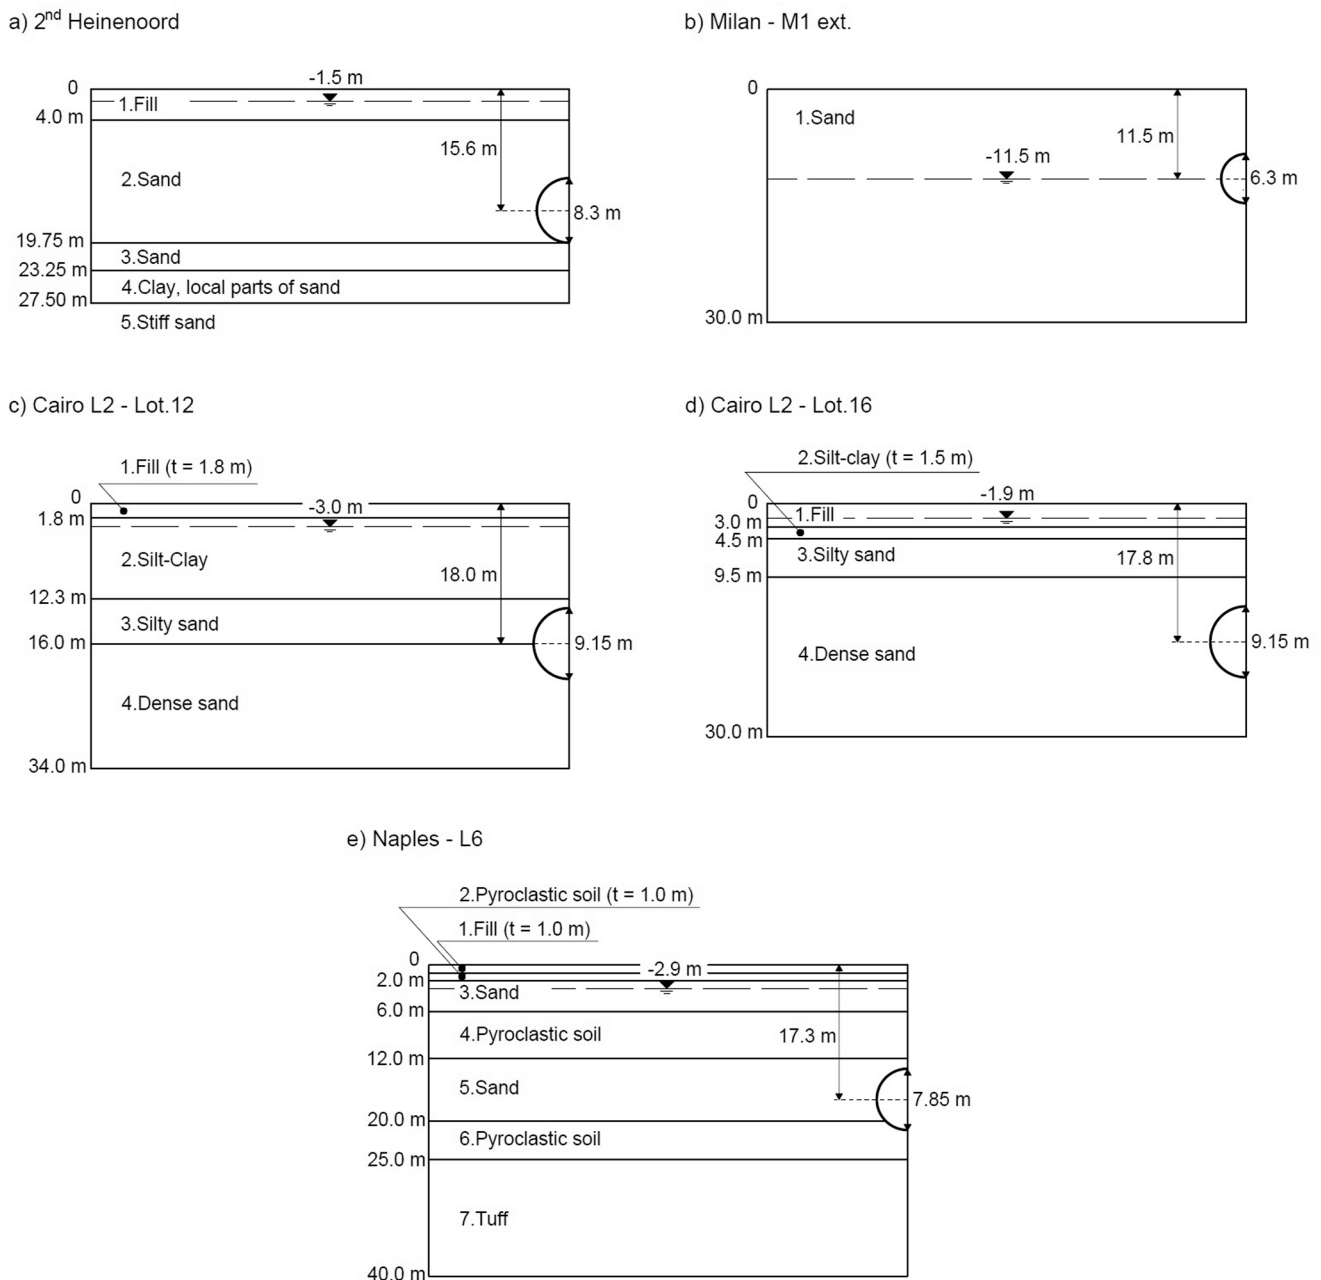 a) 2nd Heinenoord
-1.5 m
0
1.Fill
4.0 m
15.6 m
2.Sand
8.3 m
19.75 m
3.Sand
23.25 m
4.Clay, local parts of sand
27.50 m
5.Stiff sand
b) Milan - M1 ext.
0
1.Sand
11.5 m
-11.5 m
6.3 m
30.0 m
c) Cairo L2 - Lot.12
1.Fill (t = 1.8 m)
0
-3.0 m
1.8 m
2.Silt-Clay
18.0 m
12.3 m
3.Silty sand
16.0 m
9.15 m
4.Dense sand
34.0 m
d) Cairo L2 - Lot.16
2.Silt-clay (t = 1.5 m)
-1.9 m
0
1.Fill
3.0 m
4.5 m
3.Silty sand
17.8 m
9.5 m
9.15 m
4.Dense sand
30.0 m
e) Naples - L6
2.Pyroclastic soil (t = 1.0 m)
1.Fill (t = 1.0 m)
0
-2.9 m
2.0 m
3.Sand
6.0 m
4.Pyroclastic soil
17.3 m
12.0 m
5.Sand
7.85 m
20.0 m
6.Pyroclastic soil
25.0 m
7.Tuff
40.0 m